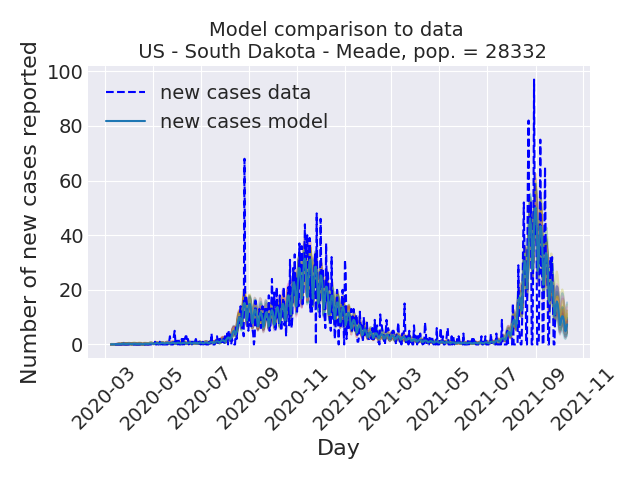 Model comparison to data
US - South Dakota - Meade, pop. = 28332
Number of new cases reported
100
80
60
40
20
0
new cases data
new cases model
2020-03
2020-05
2020-07
2020-09
2020-11
2021-01
2021-03
2021-05
2021-07
2021-09
2021-11
Day